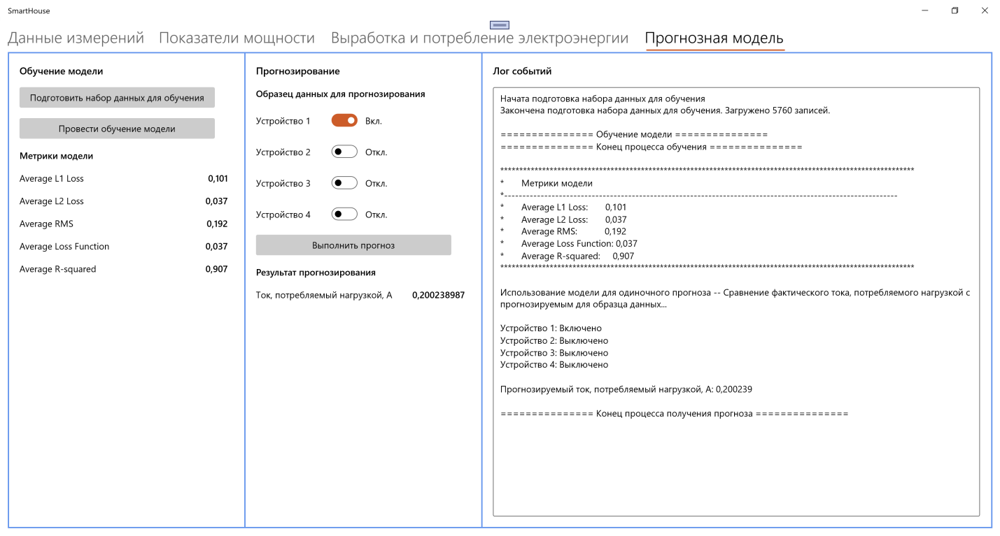 SmartHouse
Данные измерений Показатели мощности Выработка и потребление электроэнергии Прогнозная модель
Обучение модели
Подготовить набор данных для обучения
Провести обучение модели
Метрики модели
Average L1 Loss 0,101
Average L2 Loss 0,037
Average RMS 0,192
Average Loss Function 0,037
Average R-squared 0,907
Прогнозирование
Образец данных для прогнозирования
Устройство 1 Вкл.
Устройство 2 Откл.
Устройство 3 Откл.
Устройство 4 Откл.
Выполнить прогноз
Результат прогнозирования
Ток, потребляемый нагрузкой, А 0,200238987
Лог событий
Начата подготовка набора данных для обучения
Закончена подготовка набора данных для обучения. Загружено 5760 записей.
=============== Обучение модели ===============
=============== Конец процесса обучения ===============
*************************************************************************************************************
* Метрики модели
*------------------------------------------------------------------------------------------------------------
* Average L1 Loss: 0,101
* Average L2 Loss: 0,037
* Average RMS: 0,192
* Average Loss Function: 0,037
* Average R-squared: 0,907
*************************************************************************************************************
Использование модели для одиночного прогноза -- Сравнение фактического тока, потребляемого нагрузкой с
прогнозируемым для образца данных...
Устройство 1: Включено
Устройство 2: Выключено
Устройство 3: Выключено
Устройство 4: Выключено
Прогнозируемый ток, потребляемый нагрузкой, А: 0,200239
=============== Конец процесса получения прогноза ===============